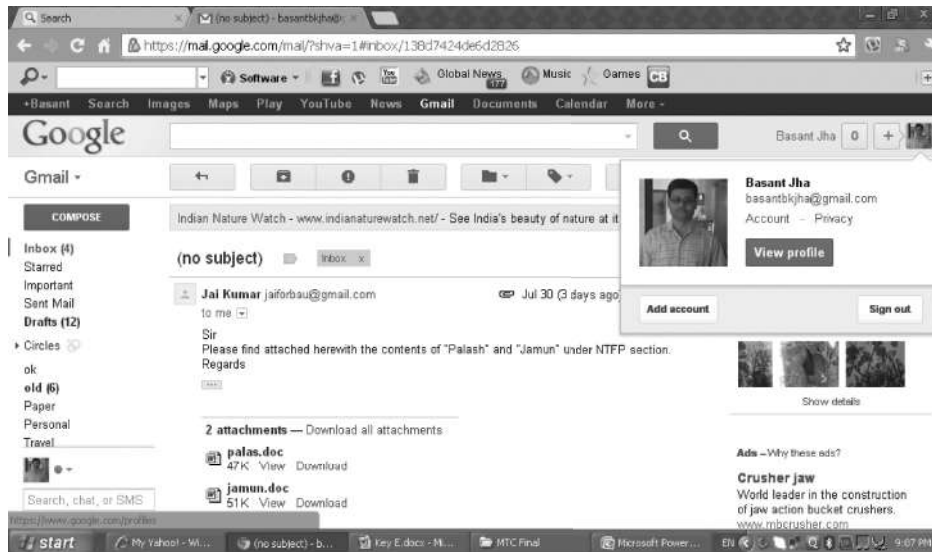 Search
(no subject) - basantbkjha@
https://mail.google.com/mail/?shva=1#inbox/138d7424de6d2826
Software
You
Global News
177
Music
Games
CB
+Basant Search Images Maps Play YouTube News Gmail Documents Calendar More
Google
Basant Jha 0 +
Gmail
COMPOSE
Indian Nature Watch - www.indianaturewatch.net/ - See India's beauty of nature at it
Inbox (4)
Starred
Important
Sent Mail
Drafts (12)
Circles
ok
old (6)
Paper
Personal
Travel
Search, chat, or SMS
https://www.google.com/profiles
(no subject) Inbox x
Jai Kumar jaiforbau@gmail.com Jul 30 (3 days ago)
to me
Sir
Please find attached herewith the contents of "Palash" and "Jamun" under NTFP section.
Regards
2 attachments — Download all attachments
palas.doc
47K View Download
jamun.doc
51K View Download
Basant Jha
basantbkjha@gmail.com
Account – Privacy
View profile
Add account Sign out
Show details
Ads – Why these ads?
Crusher jaw
World leader in the construction
of jaw action bucket crushers.
www.mbcrusher.com
start My Yahoo! - Wi... (no subject) - b... Key E.docx - Mi... MTC Final Microsoft Power... EN 9:07 PM